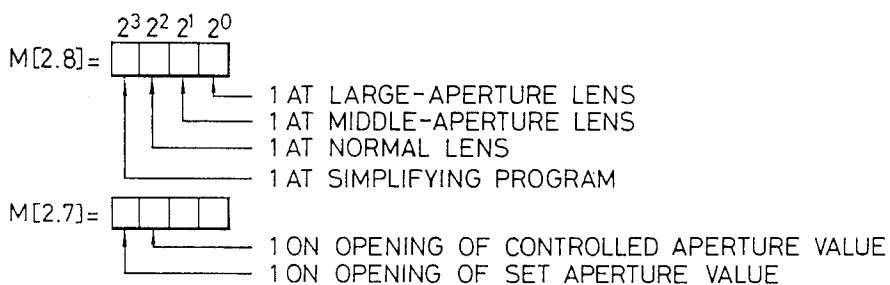 2³ 2² 2¹ 2⁰
M[2.8]=
1 AT LARGE-APERTURE LENS
1 AT MIDDLE-APERTURE LENS
1 AT NORMAL LENS
1 AT SIMPLIFYING PROGRAM
M[2.7]=
1 ON OPENING OF CONTROLLED APERTURE VALUE
1 ON OPENING OF SET APERTURE VALUE